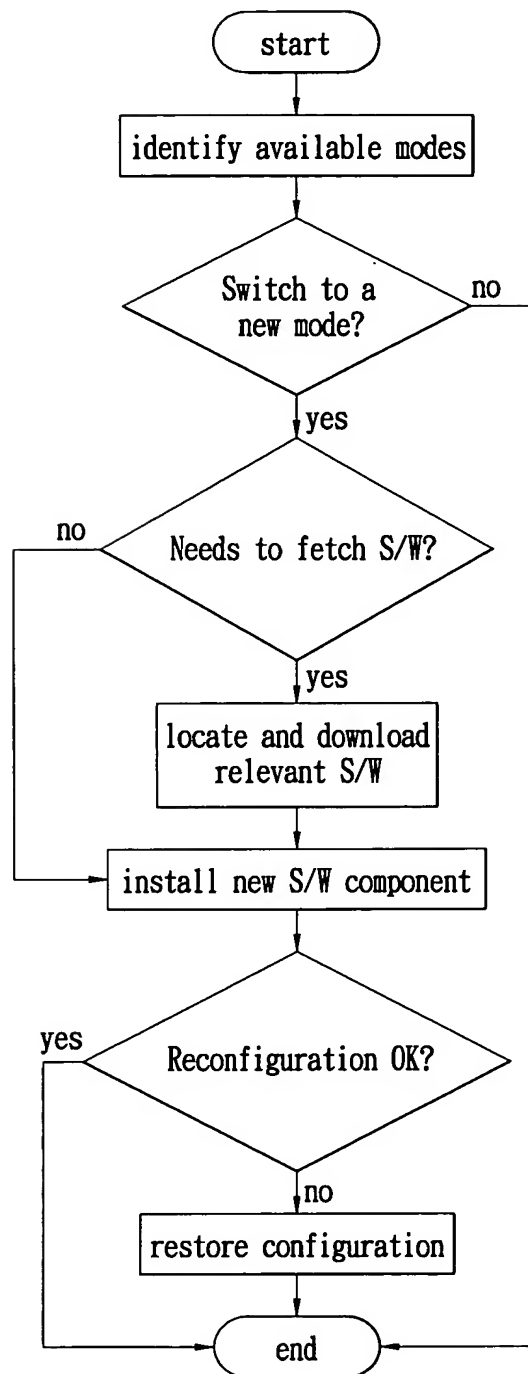 start
identify available modes
Switch to a
no
new mode?
yes
no
Needs to fetch S/W?
yes
locate and download
relevant S/W
install new S/W component
yes
Reconfiguration OK?
no
restore configuration
end